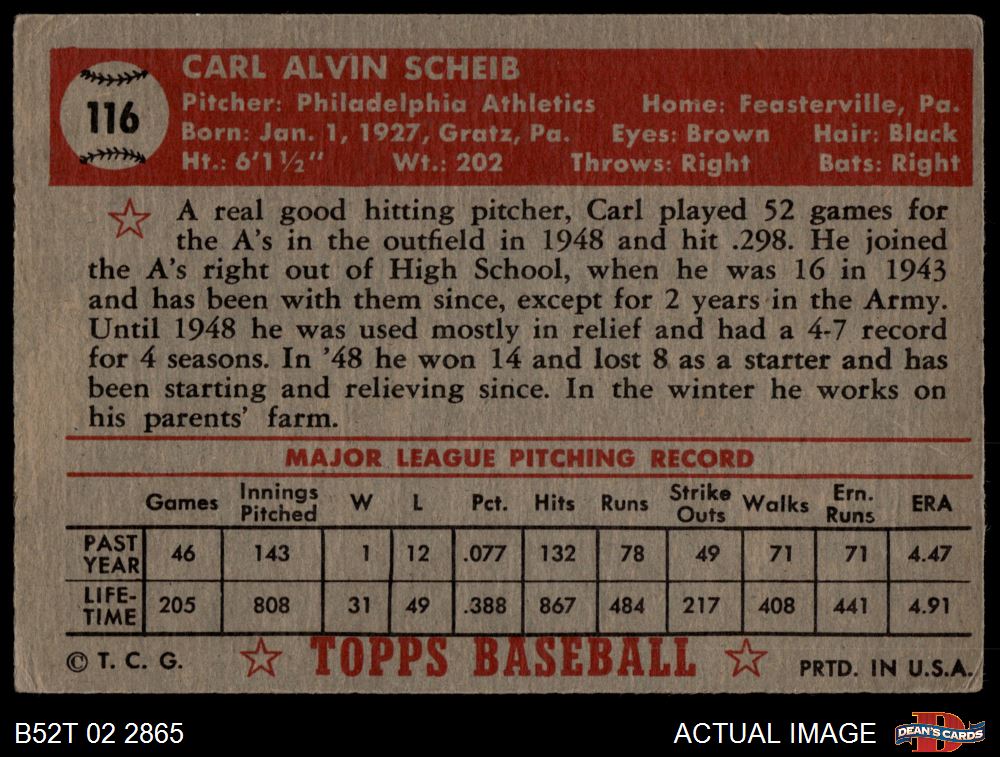 116
CARL ALVIN SCHEIB
Pitcher: Philadelphia Athletics Home: Feasterville, Pa.
Born: Jan. 1, 1927, Gratz, Pa. Eyes: Brown Hair: Black
Ht.: 6'1½" Wt.: 202 Throws: Right Bats: Right
A real good hitting pitcher, Carl played 52 games for
the A's in the outfield in 1948 and hit .298. He joined
the A's right out of High School, when he was 16 in 1943
and has been with them since, except for 2 years in the Army.
Until 1948 he was used mostly in relief and had a 4-7 record
for 4 seasons. In '48 he won 14 and lost 8 as a starter and has
been starting and relieving since. In the winter he works on
his parents' farm.
MAJOR LEAGUE PITCHING RECORD
Games Innings Pitched W L Pct. Hits Runs Strike Outs Walks Ern. Runs ERA
PAST YEAR 46 143 1 12 .077 132 78 49 71 71 4.47
LIFE-TIME 205 808 31 49 .388 867 484 217 408 441 4.91
© T. C. G. TOPPS BASEBALL PRTD. IN U.S.A.
B52T 02 2865 ACTUAL IMAGE DEAN'S CARDS